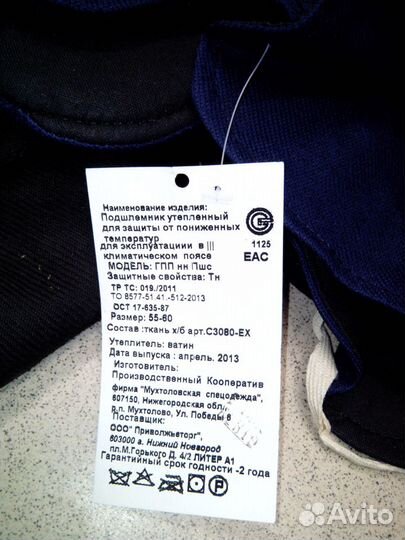 Наименование изделия:
Подшлемник утепленный
для защиты от пониженных
температур
для эксплуатациии в III
климатическом поясе
1125
МОДЕЛЬ: ГПП нн Пшс
EAC
Защитные свойства: Тн
ТР ТС: 019./2011
ТО 8577-51.41.-512-2013
ОСТ 17-635-87
Размер: 55-60
Состав :ткань х/б арт.С3080-ЕХ
Утеплитель: ватин
Дата выпуска : апрель, 2013
Изготовитель:
Производственный Кооператив
фирма "Мухтоловская спецодежда",
607150, Нижегородская обл.,
р.п. Мухтолово, Ул. Победы 6
Поставщик:
ООО "Приволжьеторг",
603000 г. Нижний Новгород
пл.М.Горького Д. 4/2 ЛИТЕР А1
Гарантийный срок годности -2 года
Avito